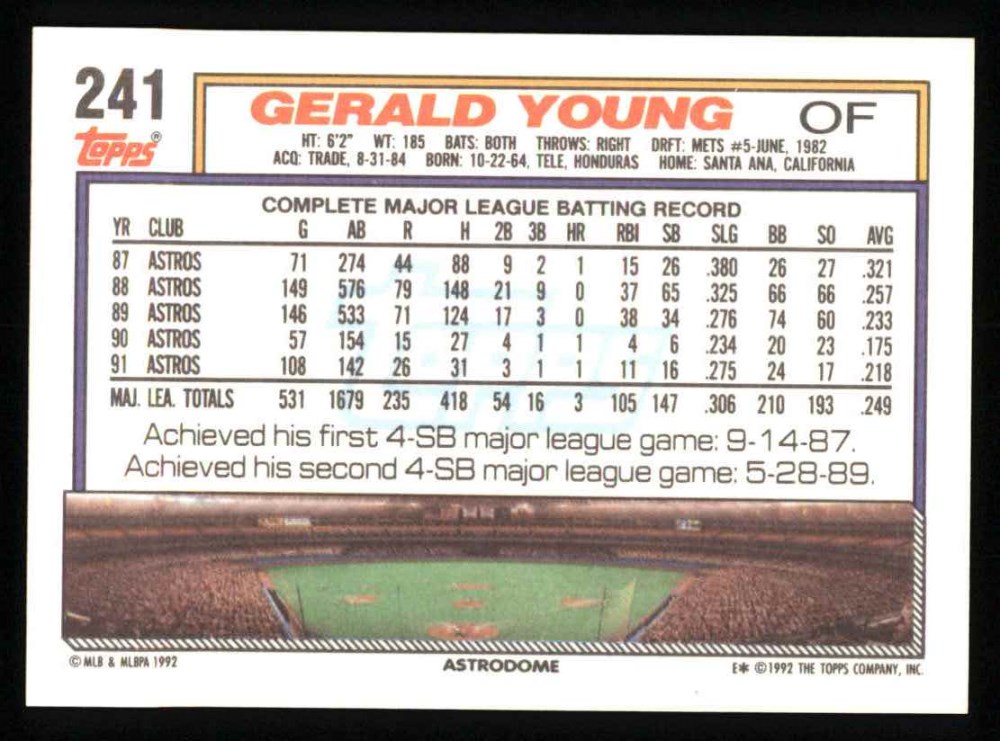 241
Topps®
GERALD YOUNG OF
HT: 6'2" WT: 185 BATS: BOTH THROWS: RIGHT DRFT: METS #5-JUNE, 1982
ACQ: TRADE, 8-31-84 BORN: 10-22-64, TELE, HONDURAS HOME: SANTA ANA, CALIFORNIA
COMPLETE MAJOR LEAGUE BATTING RECORD
YR CLUB G AB R H 2B 3B HR RBI SB SLG BB SO AVG
87 ASTROS 71 274 44 88 9 2 1 15 26 .380 26 27 .321
88 ASTROS 149 576 79 148 21 9 0 37 65 .325 66 66 .257
89 ASTROS 146 533 71 124 17 3 0 38 34 .276 74 60 .233
90 ASTROS 57 154 15 27 4 1 1 4 6 .234 20 23 .175
91 ASTROS 108 142 26 31 3 1 1 11 16 .275 24 17 .218
MAJ. LEA. TOTALS 531 1679 235 418 54 16 3 105 147 .306 210 193 .249
Achieved his first 4-SB major league game: 9-14-87.
Achieved his second 4-SB major league game: 5-28-89.
© MLB & MLBPA 1992
ASTRODOME
E✱ ©1992 THE TOPPS COMPANY, INC.